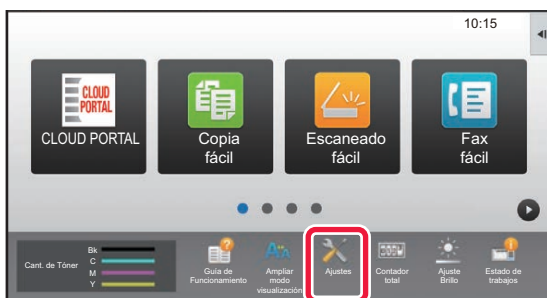 10:15
CLOUD
PORTAL
CLOUD PORTAL
Copia
fácil
Escaneado
fácil
Fax
fácil
Cant. de Tóner
Bk
C
M
Y
Guía de
Funcionamiento
Ampliar
modo
visualización
Ajustes
Contador
total
Ajuste
Brillo
Estado de
trabajos